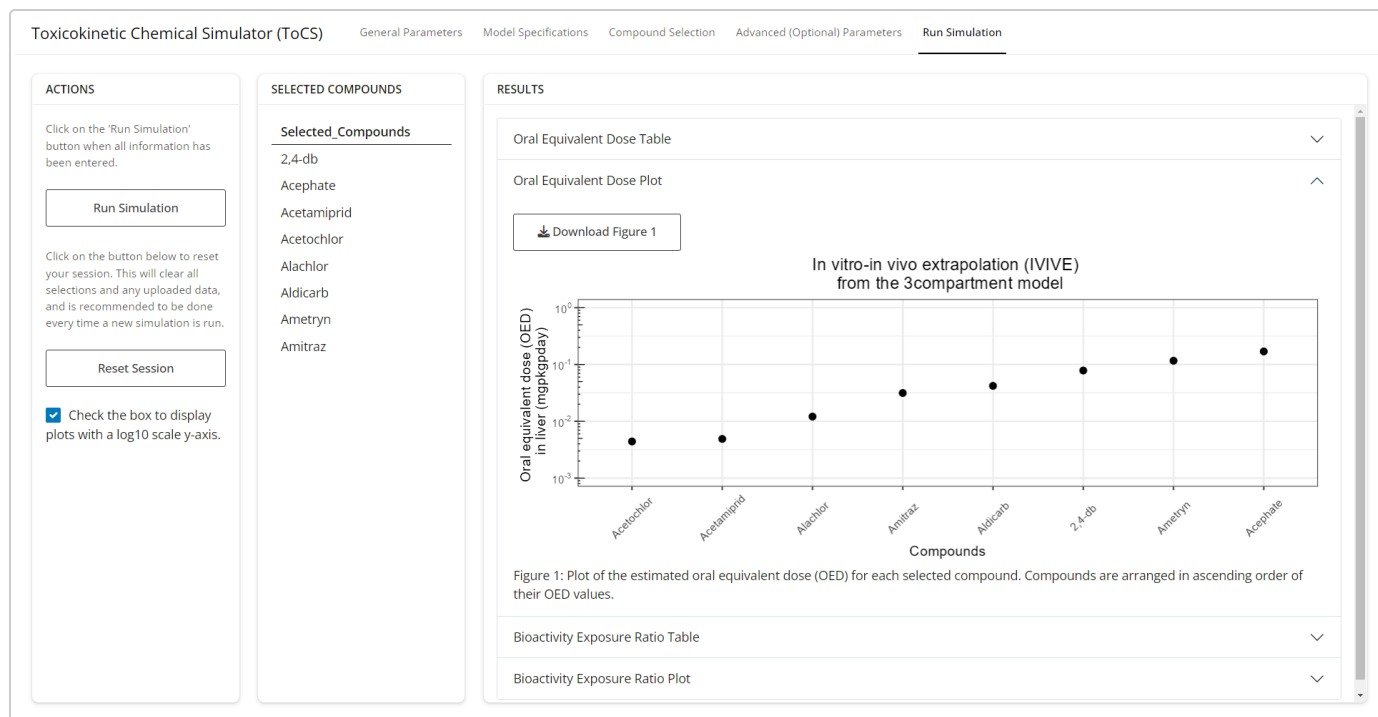 Toxicokinetic Chemical Simulator (ToCS)
General Parameters
Model Specifications
Compound Selection
Advanced (Optional) Parameters
Run Simulation
ACTIONS
Click on the 'Run Simulation'
button when all information has
been entered.
Run Simulation
Click on the button below to reset
your session. This will clear all
selections and any uploaded data,
and is recommended to be done
every time a new simulation is run.
Reset Session
Check the box to display
plots with a log10 scale y-axis.
SELECTED COMPOUNDS
Selected_Compounds
2,4-db
Acephate
Acetamiprid
Acetochlor
Alachlor
Aldicarb
Ametryn
Amitraz
RESULTS
Oral Equivalent Dose Table
Oral Equivalent Dose Plot
Download Figure 1
In vitro-in vivo extrapolation (IVIVE)
from the 3compartment model
Oral equivalent dose (OED)
in liver (mgpkgpday)
10⁰
10⁻¹
10⁻²
10⁻³
Acetochlor
Acetamiprid
Alachlor
Amitraz
Aldicarb
2,4-db
Ametryn
Acephate
Compounds
Figure 1: Plot of the estimated oral equivalent dose (OED) for each selected compound. Compounds are arranged in ascending order of
their OED values.
Bioactivity Exposure Ratio Table
Bioactivity Exposure Ratio Plot